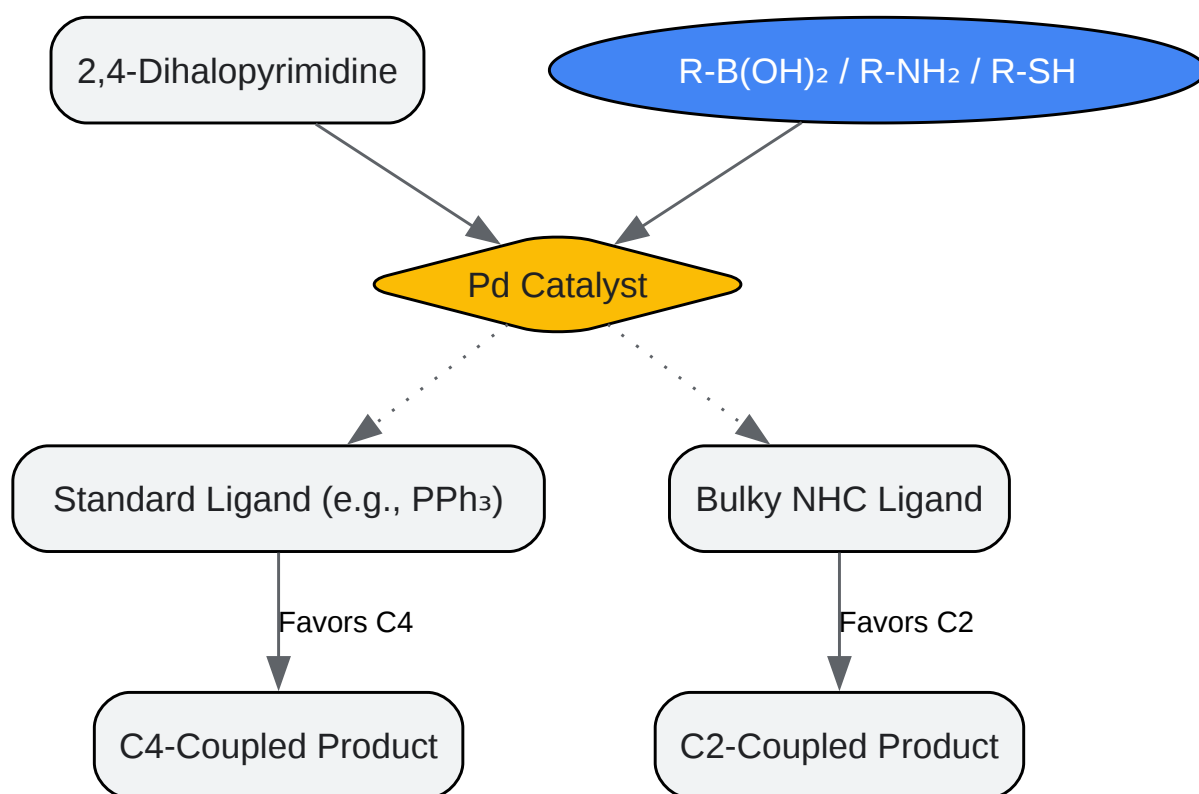 2,4-Dihalopyrimidine
R-B(OH)₂ / R-NH₂ / R-SH
Pd Catalyst
Standard Ligand (e.g., PPh₃)
Bulky NHC Ligand
Favors C4
Favors C2
C4-Coupled Product
C2-Coupled Product